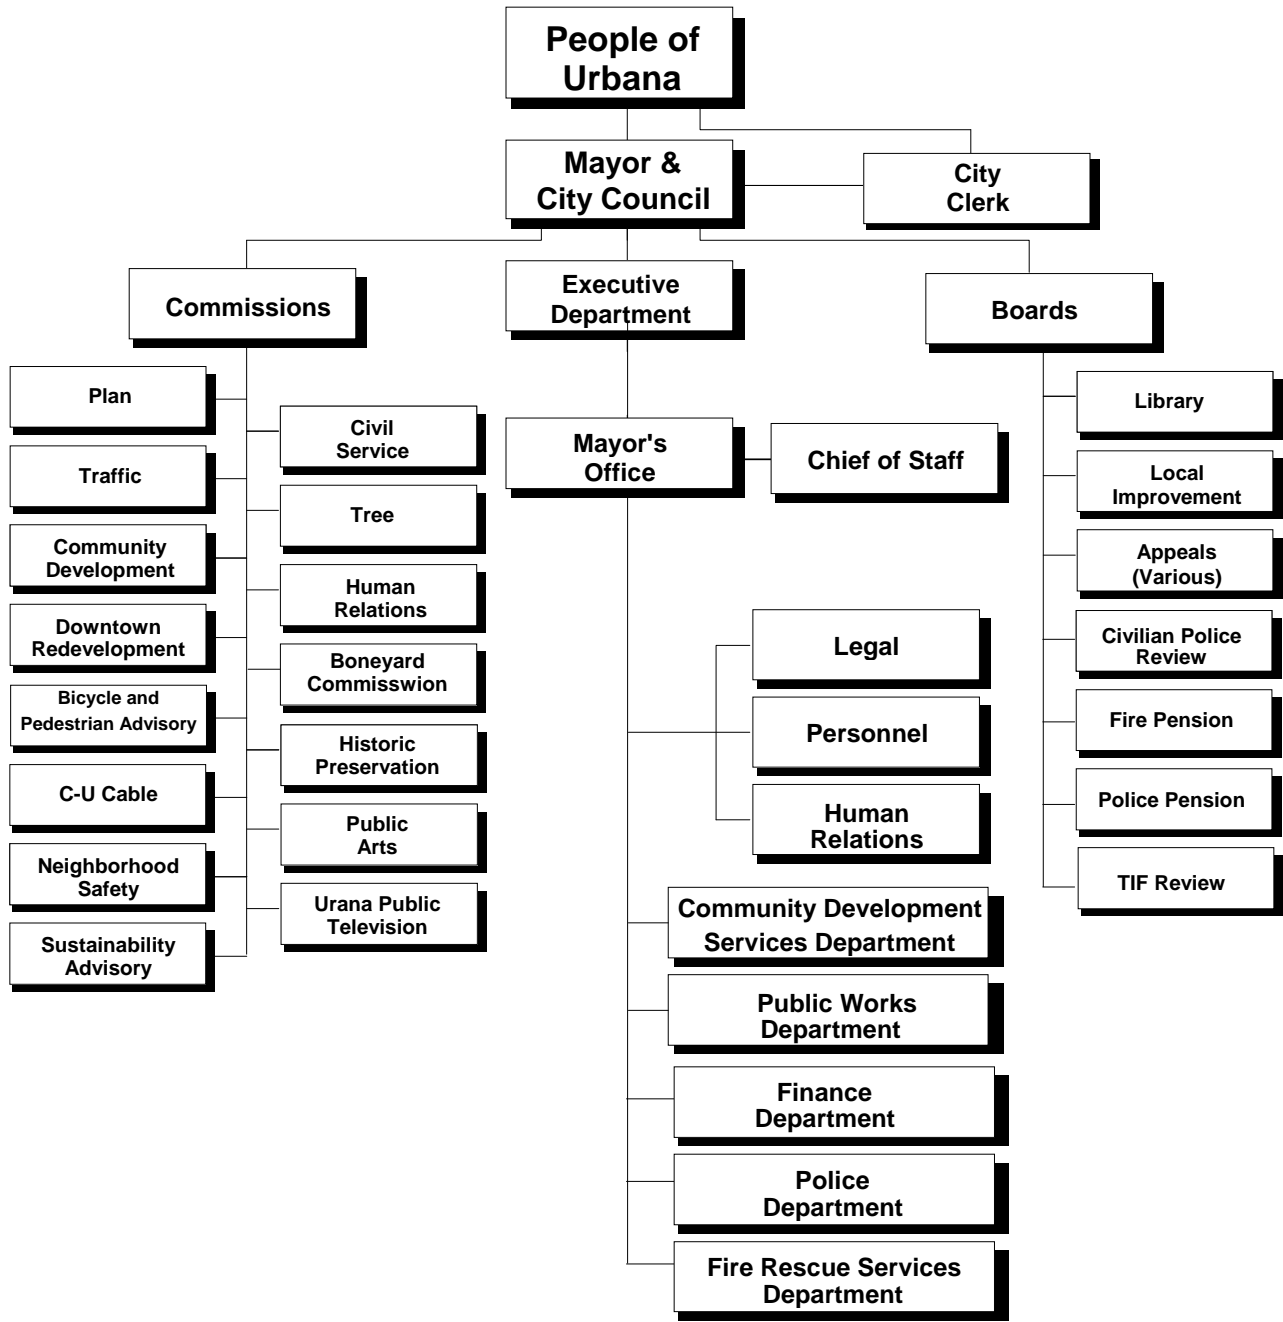 People of
Urbana
Mayor &
City Council
City
Clerk
Commissions
Executive
Department
Boards
Plan
Traffic
Community
Development
Downtown
Redevelopment
Bicycle and
Pedestrian Advisory
C-U Cable
Neighborhood
Safety
Sustainability
Advisory
Civil
Service
Tree
Human
Relations
Boneyard
Commisswion
Historic
Preservation
Public
Arts
Urana Public
Television
Mayor's
Office
Chief of Staff
Legal
Personnel
Human
Relations
Community Development
Services Department
Public Works
Department
Finance
Department
Police
Department
Fire Rescue Services
Department
Library
Local
Improvement
Appeals
(Various)
Civilian Police
Review
Fire Pension
Police Pension
TIF Review